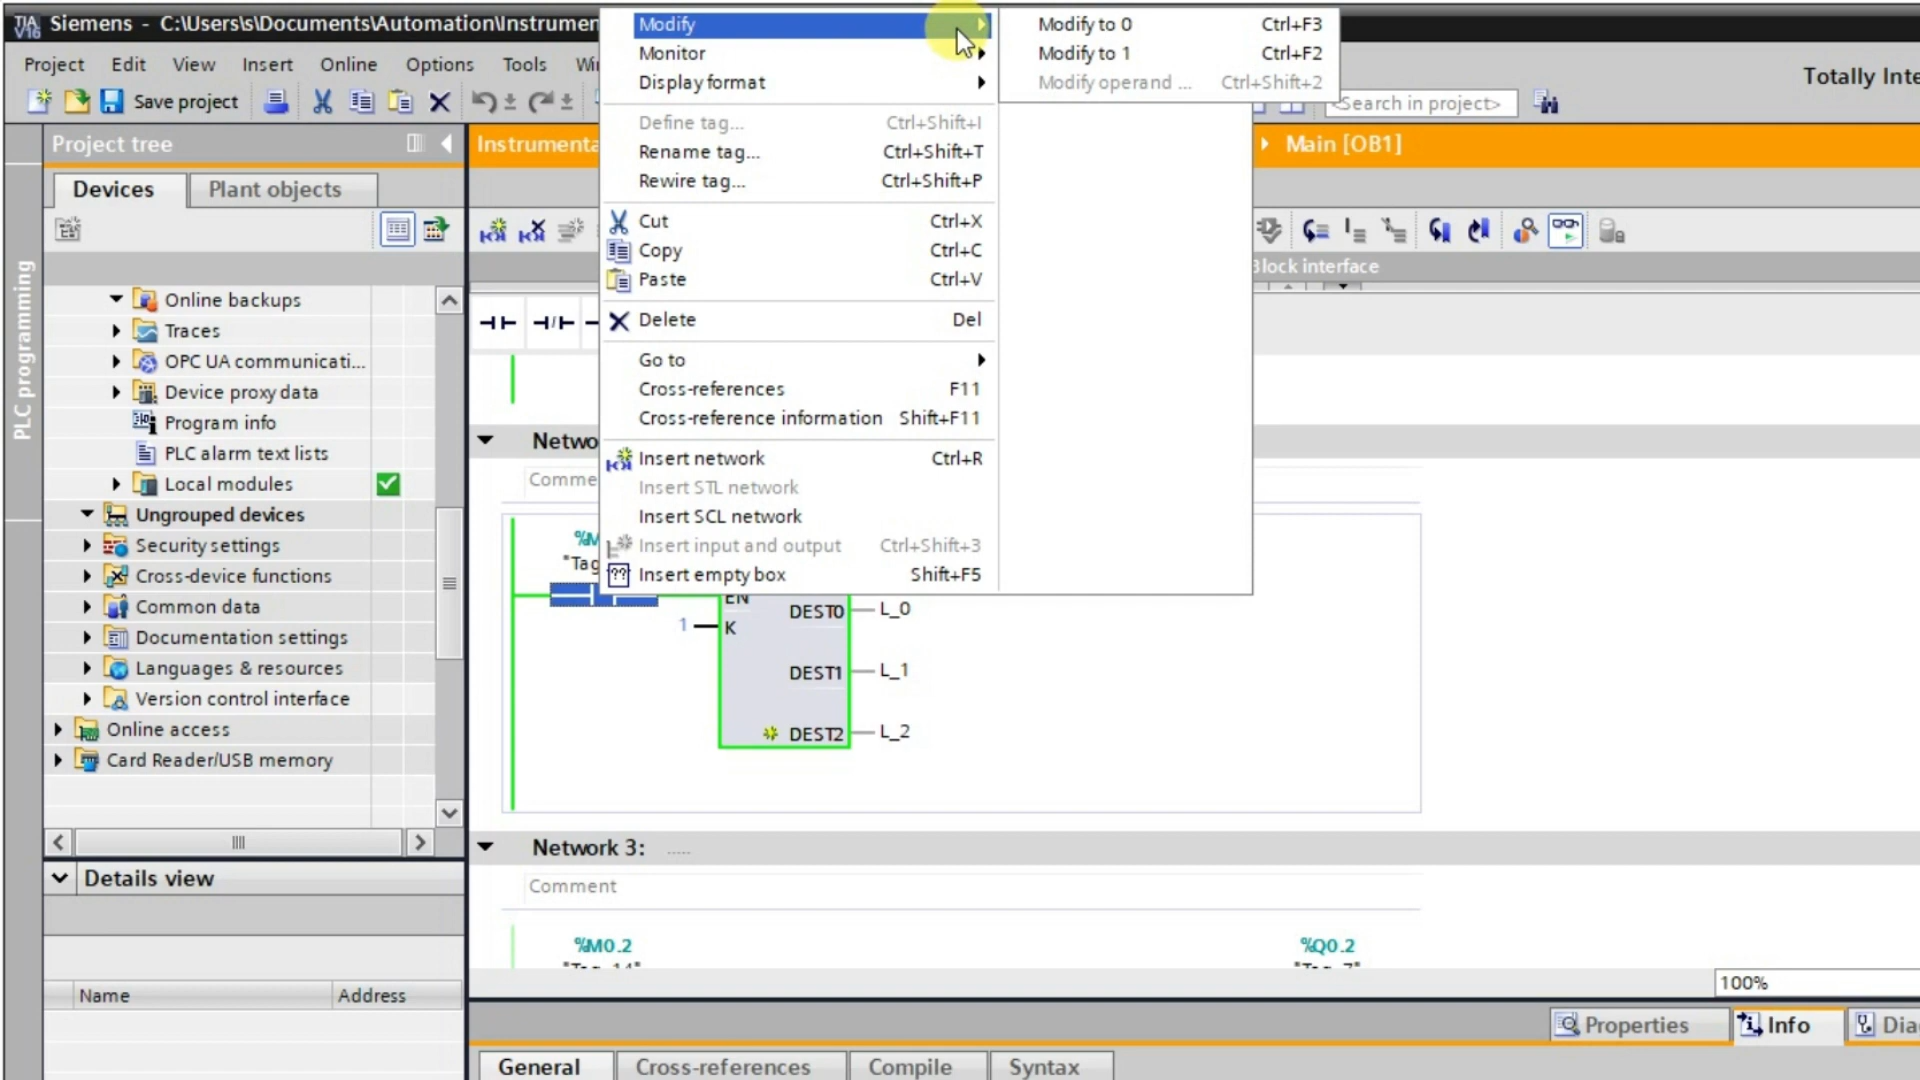 TIA
V16
Siemens - C:\Users\s\Documents\Automation\Instrumen
Project Edit View Insert Online Options Tools Wi
Save project
Totally Inte
<Search in project>
Modify
Monitor
Display format
Define tag... Ctrl+Shift+I
Rename tag... Ctrl+Shift+T
Rewire tag... Ctrl+Shift+P
Cut Ctrl+X
Copy Ctrl+C
Paste Ctrl+V
Delete Del
Go to
Cross-references F11
Cross-reference information Shift+F11
Insert network Ctrl+R
Insert STL network
Insert SCL network
Insert input and output Ctrl+Shift+3
Insert empty box Shift+F5
Modify to 0 Ctrl+F3
Modify to 1 Ctrl+F2
Modify operand ... Ctrl+Shift+2
PLC programming
Project tree
Devices
Plant objects
Online backups
Traces
OPC UA communicati...
Device proxy data
Program info
PLC alarm text lists
Local modules
Ungrouped devices
Security settings
Cross-device functions
Common data
Documentation settings
Languages & resources
Version control interface
Online access
Card Reader/USB memory
Details view
Name
Address
Instrumenta
Main [OB1]
Block interface
Netwo
Comme
%M
"Tag
EN
1 K
DEST0 L_0
DEST1 L_1
DEST2 L_2
Network 3: .....
Comment
%M0.2
%Q0.2
100%
Properties
Info
Dia
General
Cross-references
Compile
Syntax